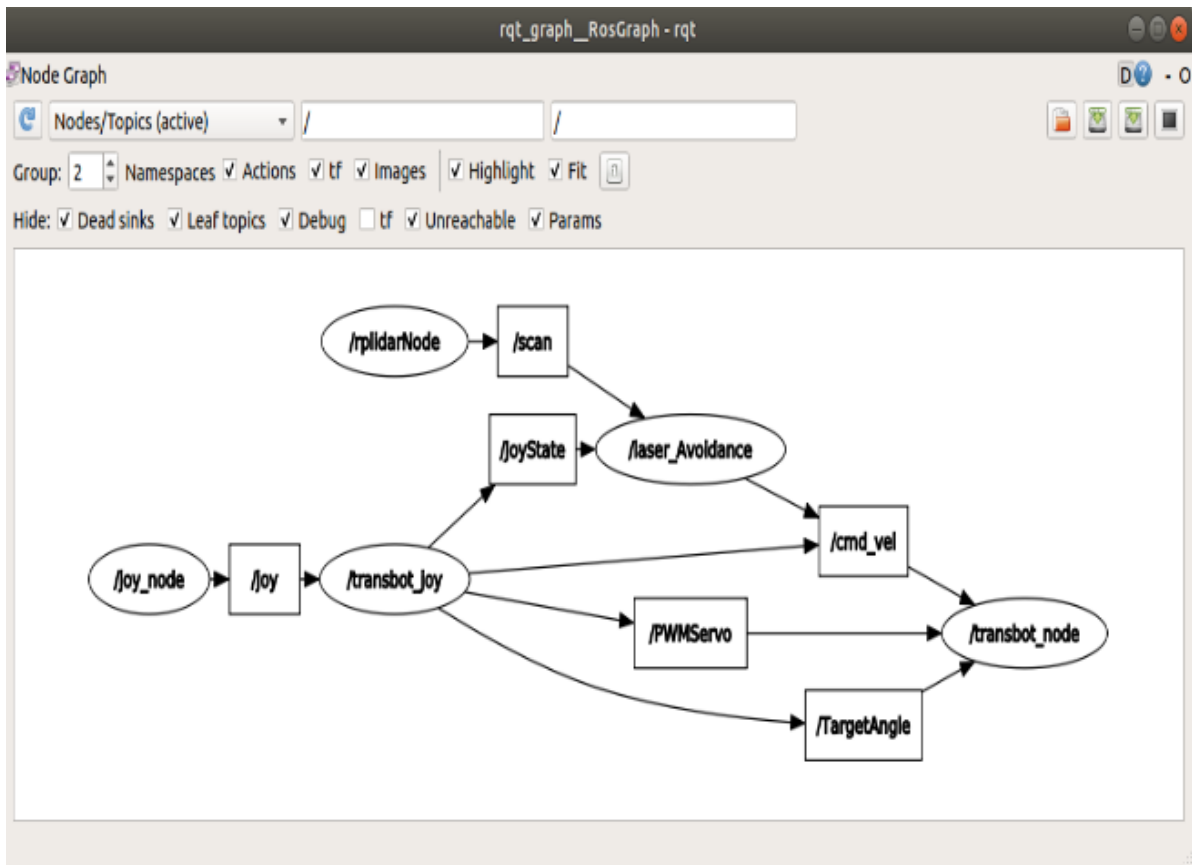 rqt_graph__RosGraph - rqt
Node Graph D - O
Nodes/Topics (active) / /
Group: 2 Namespaces Actions tf Images Highlight Fit
Hide: Dead sinks Leaf topics Debug tf Unreachable Params
/rplidarNode /scan
/JoyState /laser_Avoidance
/cmd_vel
/joy_node /joy /transbot_joy
/PWMServo /transbot_node
/TargetAngle